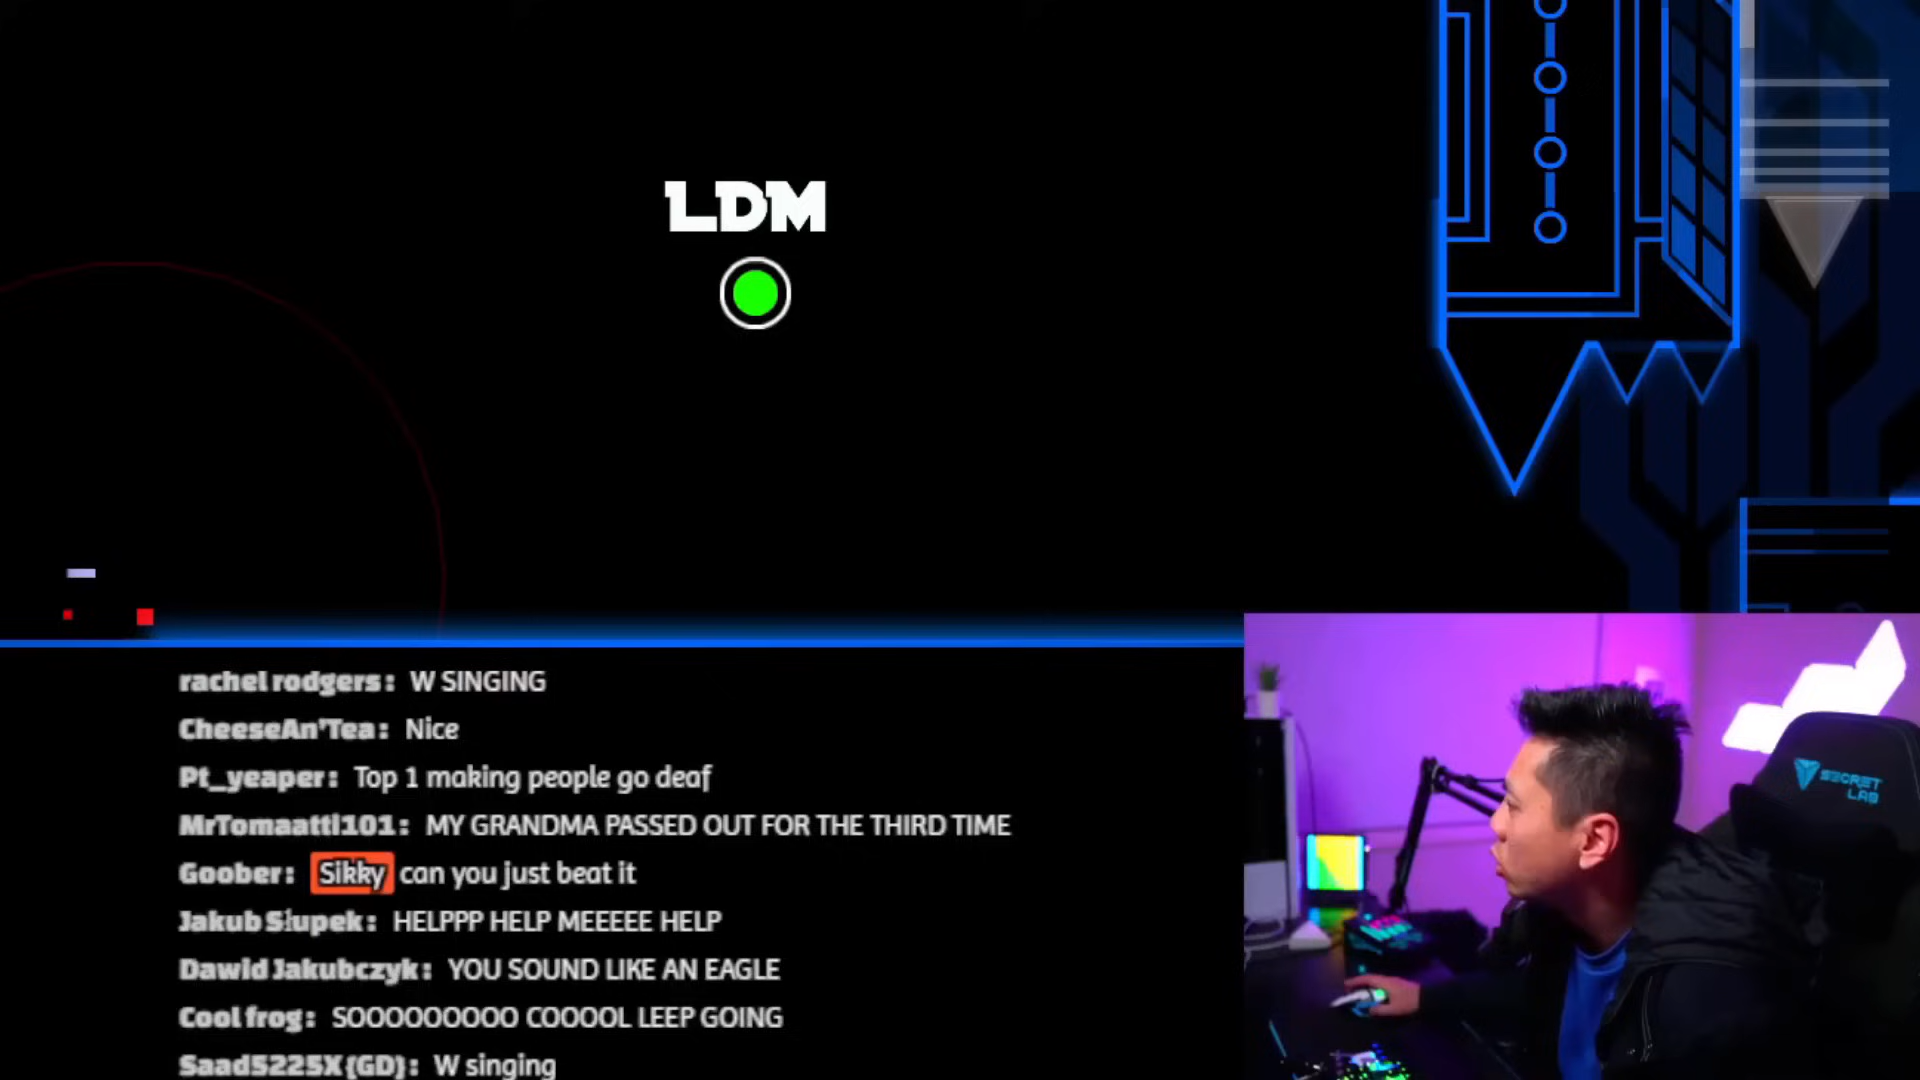 LDM
rachel rodgers: W SINGING
CheeseAn'Tea: Nice
Pt_yeaper: Top 1 making people go deaf
MrTomaatti101: MY GRANDMA PASSED OUT FOR THE THIRD TIME
Goober: Sikky can you just beat it
Jakub Słupek: HELPPP HELP MEEEEE HELP
Dawid Jakubczyk: YOU SOUND LIKE AN EAGLE
Cool frog: SOOOOOOOOO COOOOL LEEP GOING
Saad5225X{GD}: W singing
SECRET
LAB